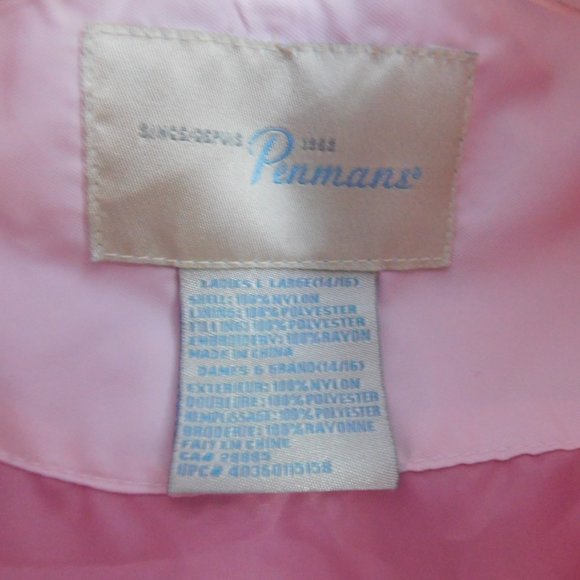 SINCE/DEPUIS 1868
Penmans®
LADIES L LARGE(14/16)
SHELL: 100% NYLON
LINING: 100% POLYESTER
FILLING: 100% POLYESTER
EMBROIDERY: 100% RAYON
MADE IN CHINA
DAMES G GRAND(14/16)
EXTERIEUR: 100% NYLON
DOUBLURE: 100% POLYESTER
REMPLISSAGE: 100% POLYESTER
BRODERIE: 100% RAYONNE
FAIT EN CHINE
CA# 29885
UPC# 40350115158